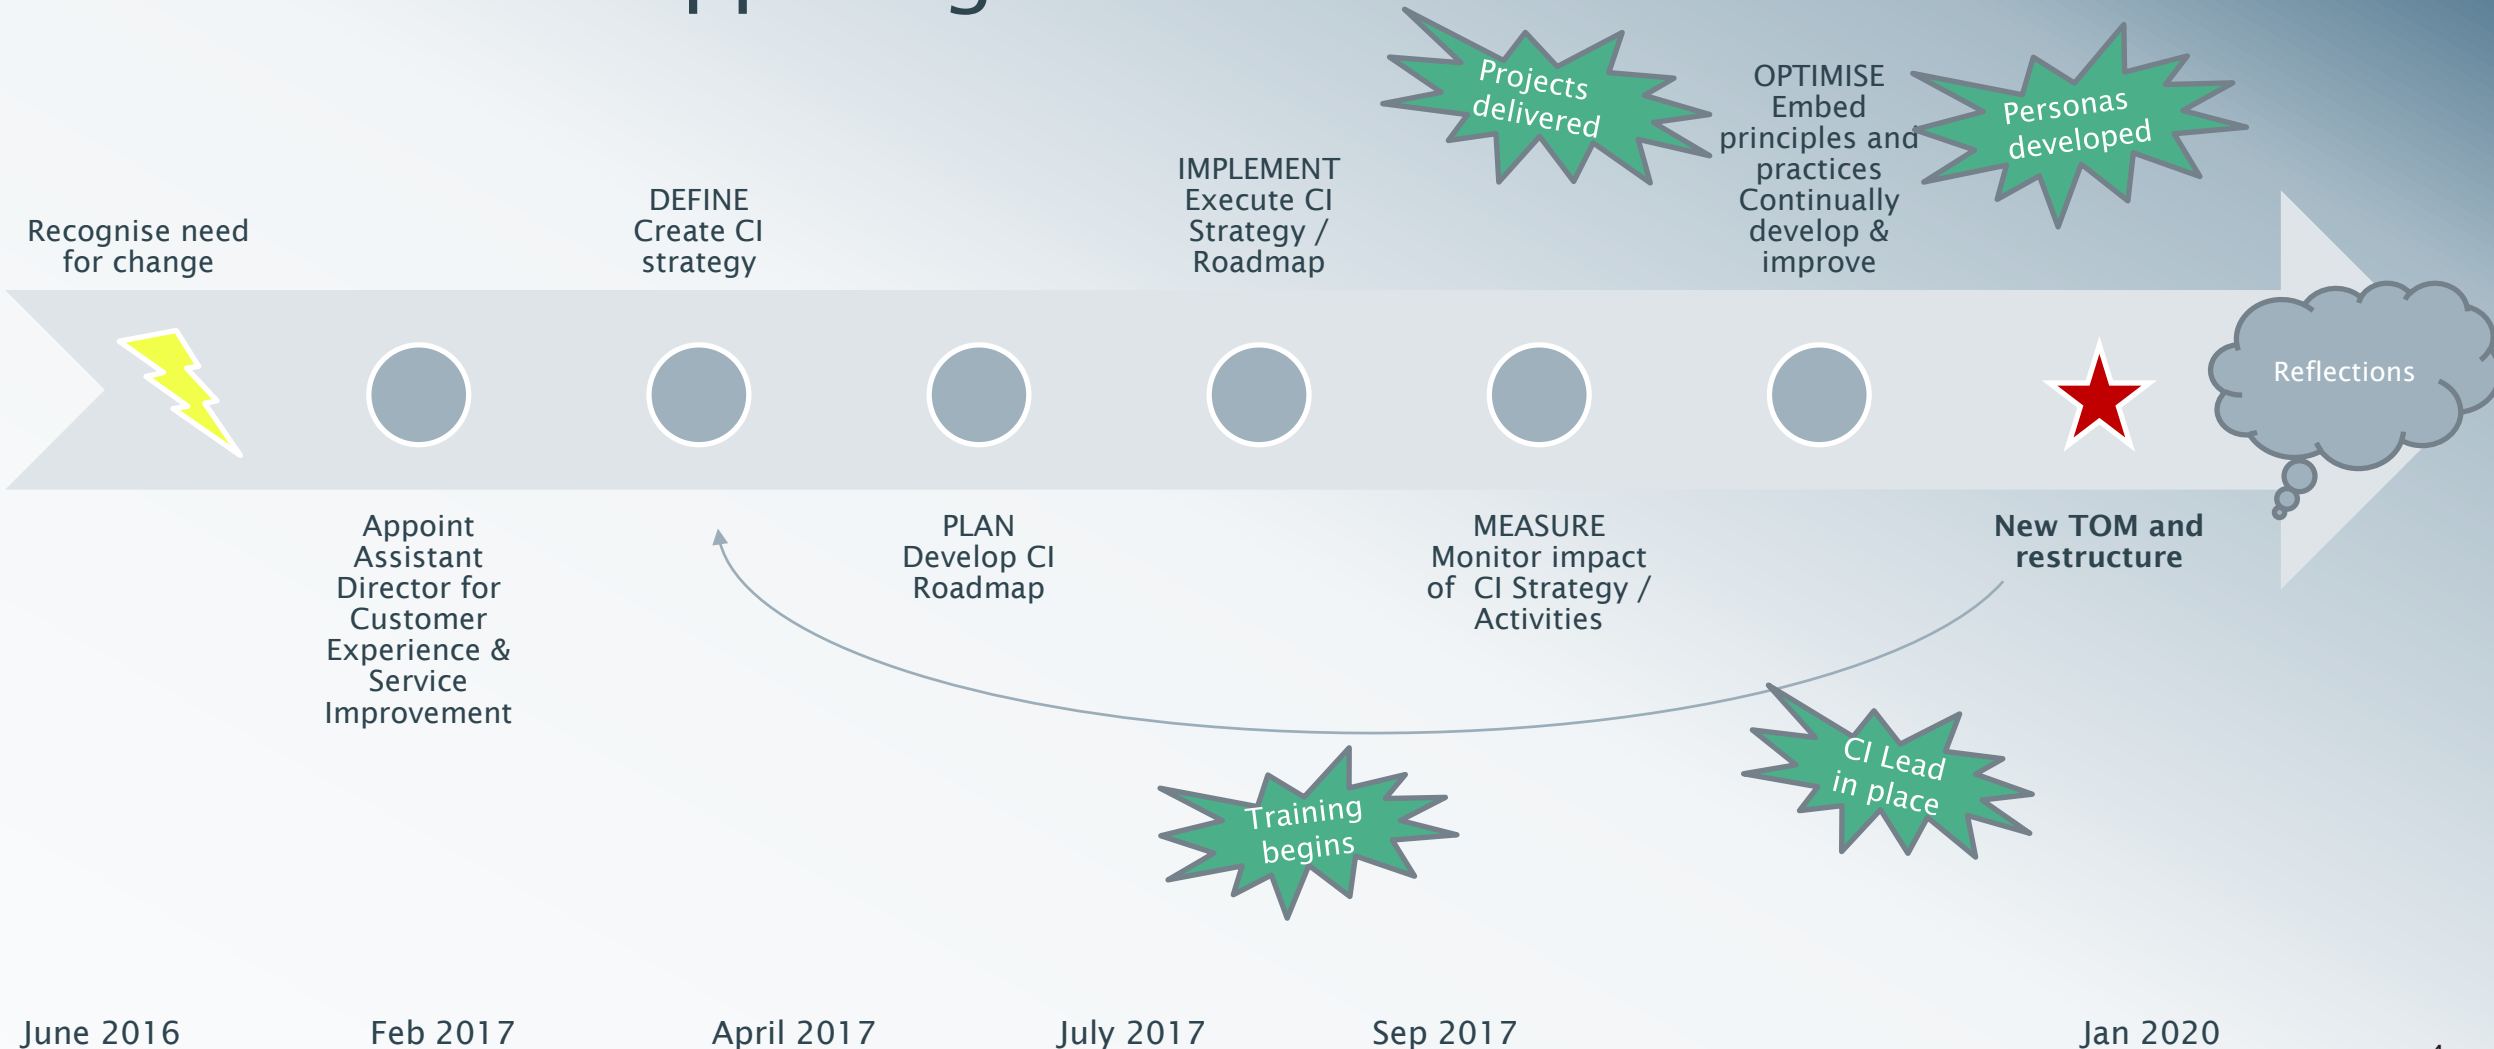 Projects
delivered
OPTIMISE
Embed
principles and
practices
Continually
develop &
improve
Personas
developed
IMPLEMENT
Execute CI
Strategy /
Roadmap
DEFINE
Create CI
strategy
Recognise need
for change
Reflections
Appoint
Assistant
Director for
Customer
Experience &
Service
Improvement
PLAN
Develop CI
Roadmap
MEASURE
Monitor impact
of  CI Strategy /
Activities
New TOM and
restructure
CI Lead
in place
Training
begins
June 2016
Feb 2017
April 2017
July 2017
Sep 2017
Jan 2020